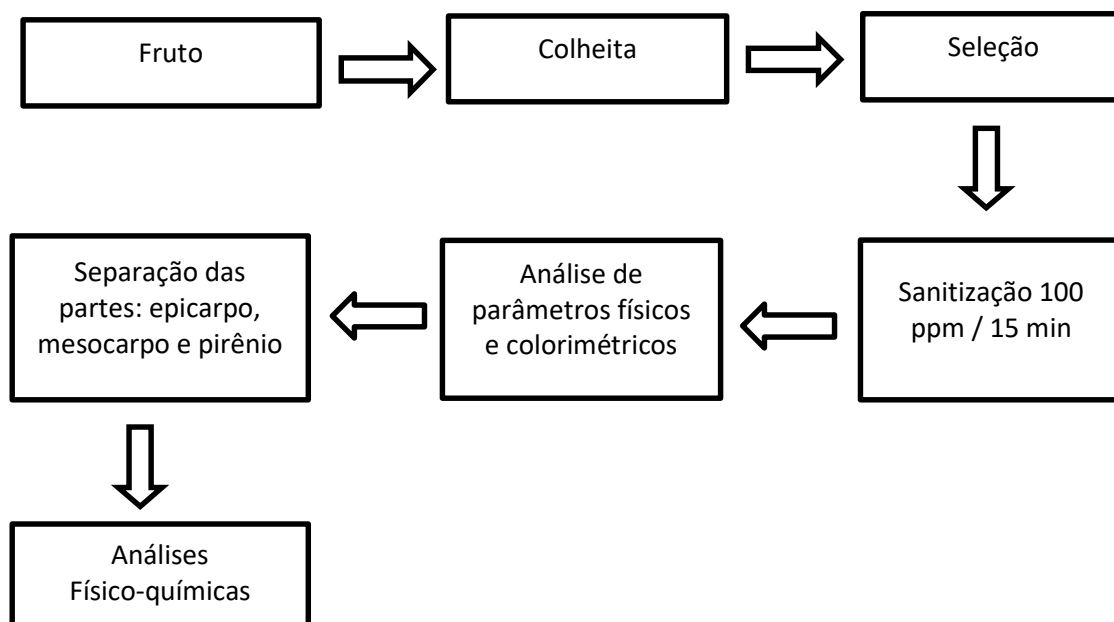 Fruto
Colheita
Seleção
Sanitização 100
ppm / 15 min
Análise de
parâmetros físicos
e colorimétricos
Separação das
partes: epicarpo,
mesocarpo e pirênio
Análises
Físico-químicas